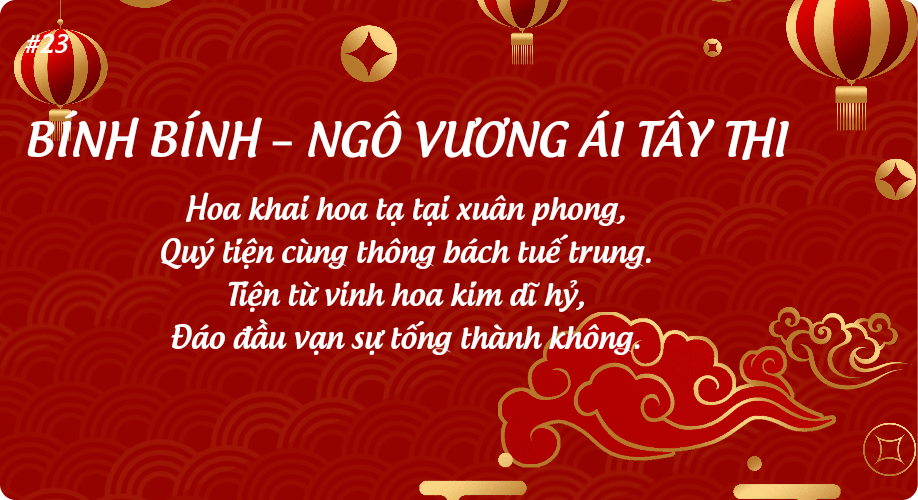 #23
BÍNH BÍNH – NGÔ VƯƠNG ÁI TÂY THI
Hoa khai hoa tạ tại xuân phong,
Quý tiện cùng thông bách tuế trung.
Tiện từ vinh hoa kim dĩ hỷ,
Đáo đầu vạn sự tống thành không.